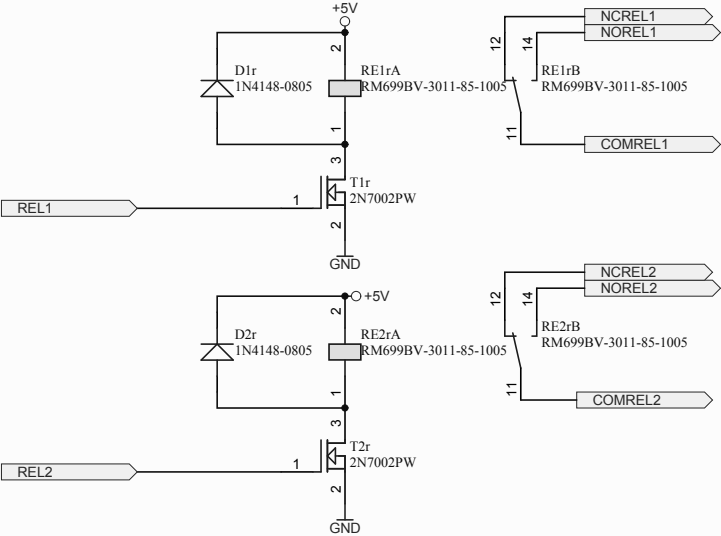 +5V
NCREL1
NOREL1
12
14
2
D1r
1N4148-0805
RE1rA
RM699BV-3011-85-1005
RE1rB
RM699BV-3011-85-1005
1
11
COMREL1
3
T1r
2N7002PW
REL1
1
2
GND
NCREL2
NOREL2
+5V
12
14
2
D2r
1N4148-0805
RE2rA
RM699BV-3011-85-1005
RE2rB
RM699BV-3011-85-1005
1
11
COMREL2
3
T2r
2N7002PW
REL2
1
2
GND